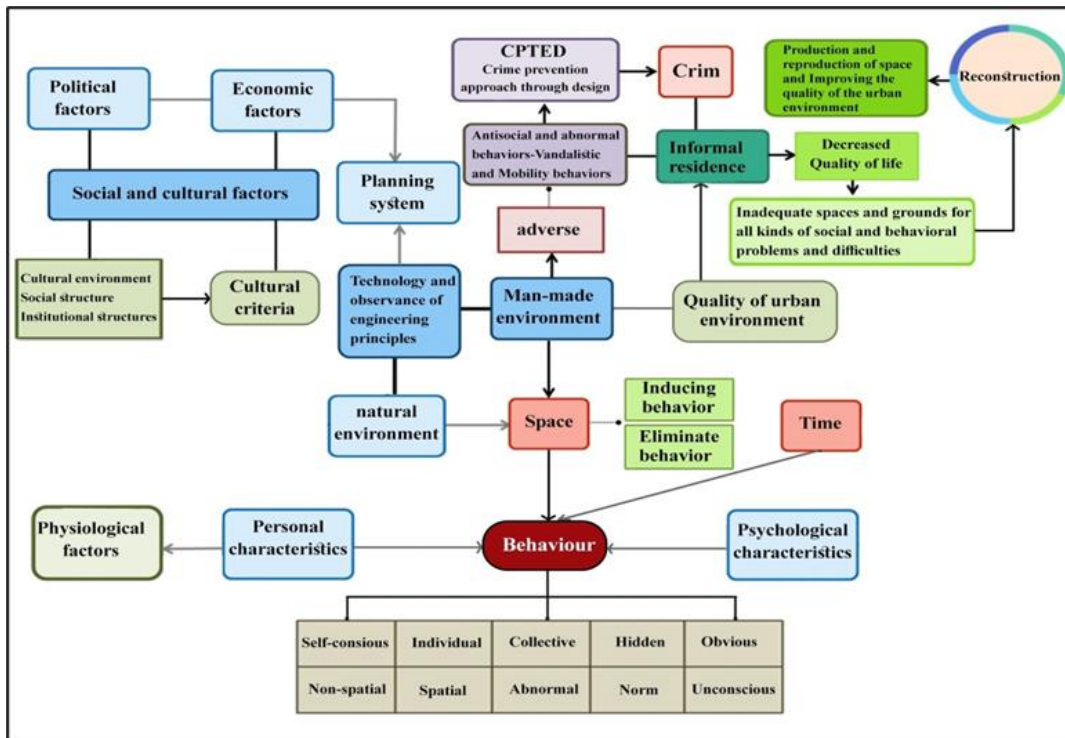 CPTED
Crime prevention
approach through design
Crim
Production and
reproduction of space
and Improving the
quality of the urban
environment
Reconstruction
Political
factors
Economic
factors
Antisocial and abnormal
behaviors-Vandalistic
and Mobility behaviors
Informal
residence
Decreased
Quality of life
Social and cultural factors
Planning
system
adverse
Inadequate spaces and grounds for
all kinds of social and behavioral
problems and difficulties
Cultural environment
Social structure
Institutional structures
Cultural
criteria
Technology and
observance of
engineering
principles
Man-made
environment
Quality of urban
environment
natural
environment
Space
Inducing
behavior
Eliminate
behavior
Time
Physiological
factors
Personal
characteristics
Behaviour
Psychological
characteristics
Self-consious
Individual
Collective
Hidden
Obvious
Non-spatial
Spatial
Abnormal
Norm
Unconscious